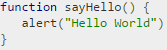 function sayHello() {
   alert("Hello World")
}